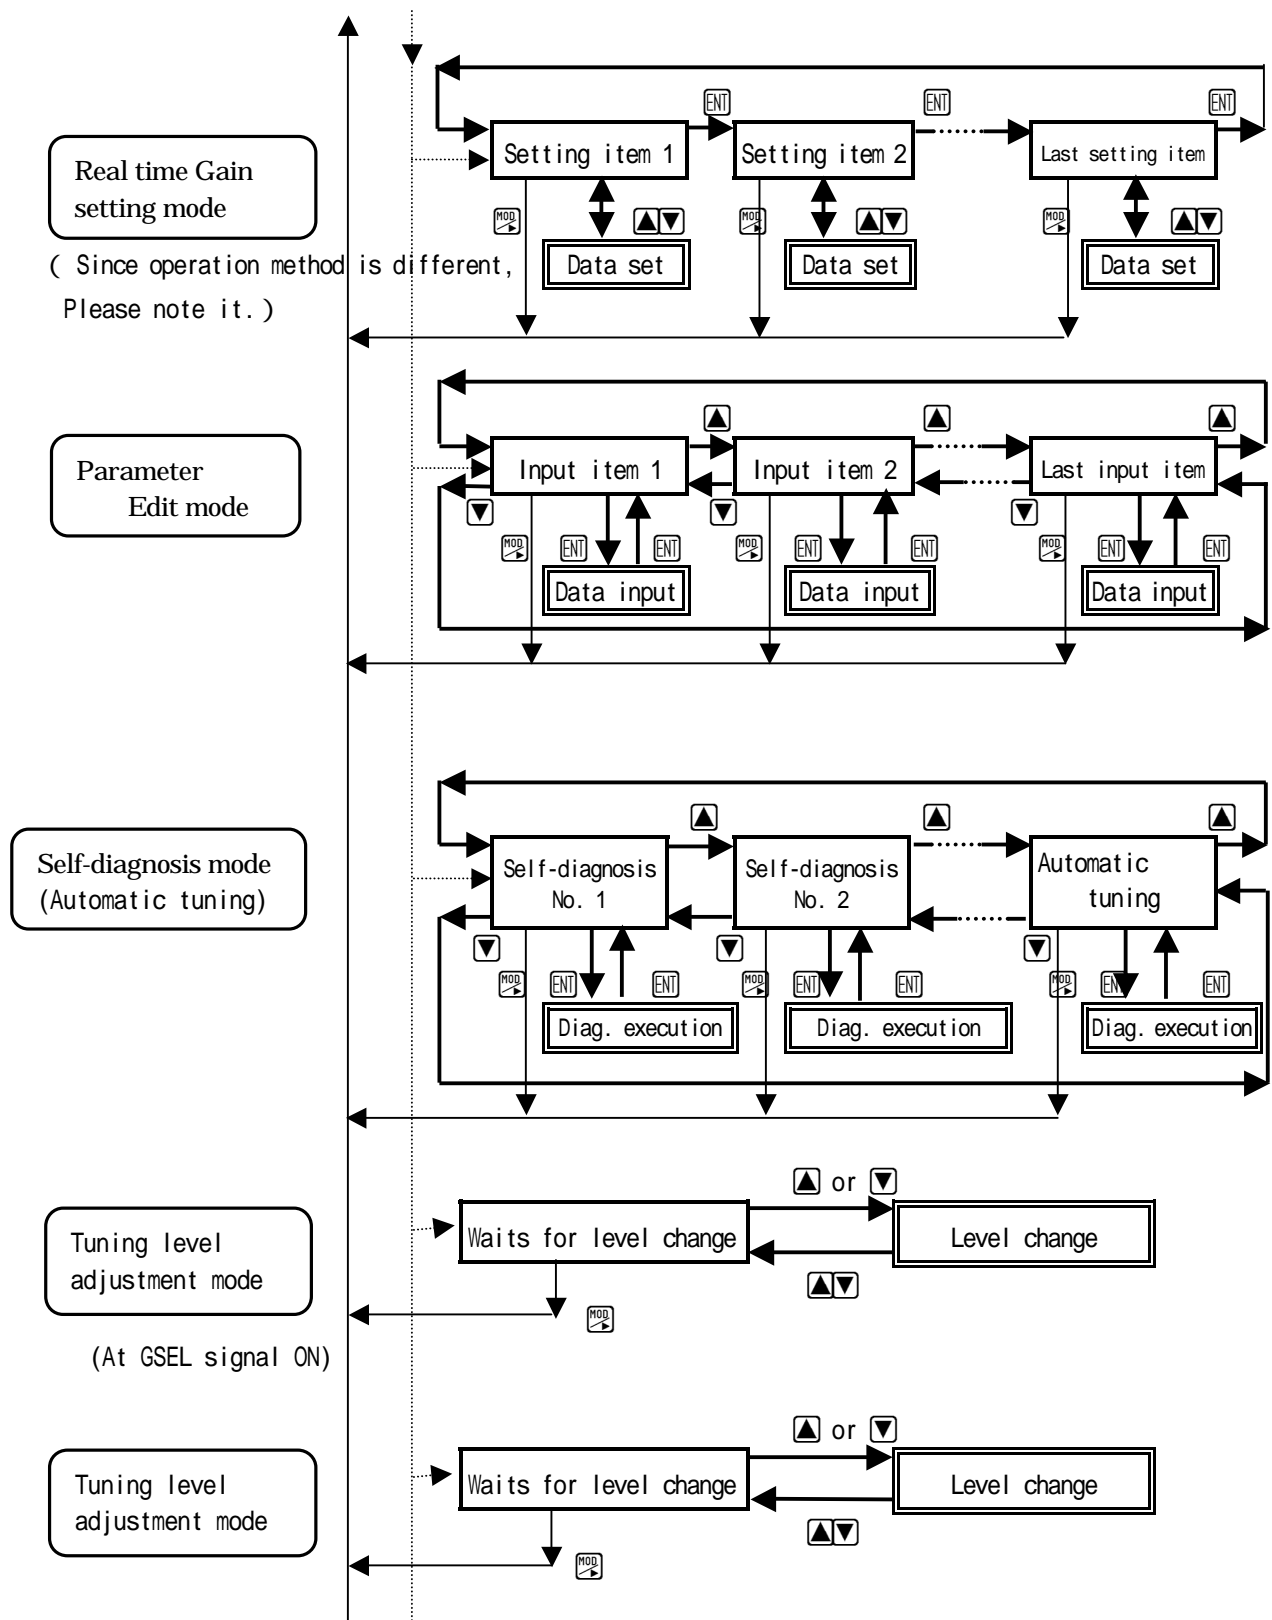 ENT ENT ENT
Setting item 1 Setting item 2 Last setting item
Real time Gain
setting mode
MOD MOD MOD
( Since operation method is different,
Please note it.)
Data set Data set Data set
Parameter
Edit mode
Input item 1 Input item 2 Last input item
MOD ENT ENT MOD ENT ENT MOD ENT ENT
Data input Data input Data input
Self-diagnosis mode
(Automatic tuning)
Self-diagnosis
No. 1
Self-diagnosis
No. 2
Automatic
tuning
MOD ENT ENT MOD ENT ENT MOD ENT ENT
Diag. execution Diag. execution Diag. execution
▲ or ▼
Tuning level
adjustment mode
Waits for level change Level change
▲▼
MOD
(At GSEL signal ON)
▲ or ▼
Tuning level
adjustment mode
Waits for level change Level change
▲▼
MOD